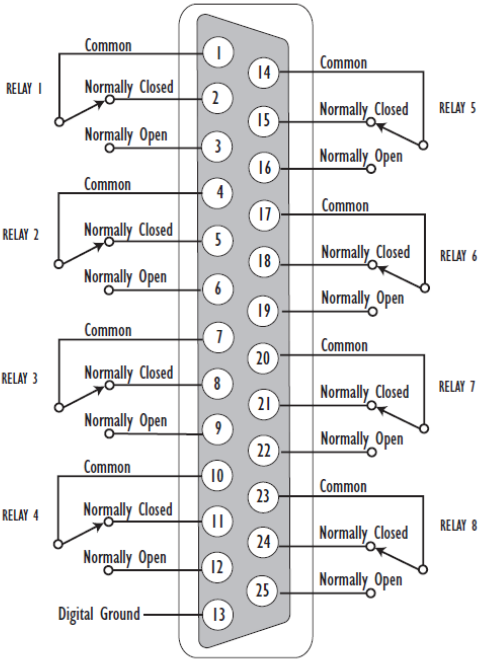 Common
1
RELAY 1
Normally Closed
2
Normally Open
3
Common
4
RELAY 2
Normally Closed
5
Normally Open
6
Common
7
RELAY 3
Normally Closed
8
Normally Open
9
Common
10
RELAY 4
Normally Closed
11
Normally Open
12
Digital Ground
13
14
Common
RELAY 5
15
Normally Closed
16
Normally Open
17
Common
RELAY 6
18
Normally Closed
19
Normally Open
20
Common
RELAY 7
21
Normally Closed
22
Normally Open
23
Common
RELAY 8
24
Normally Closed
25
Normally Open